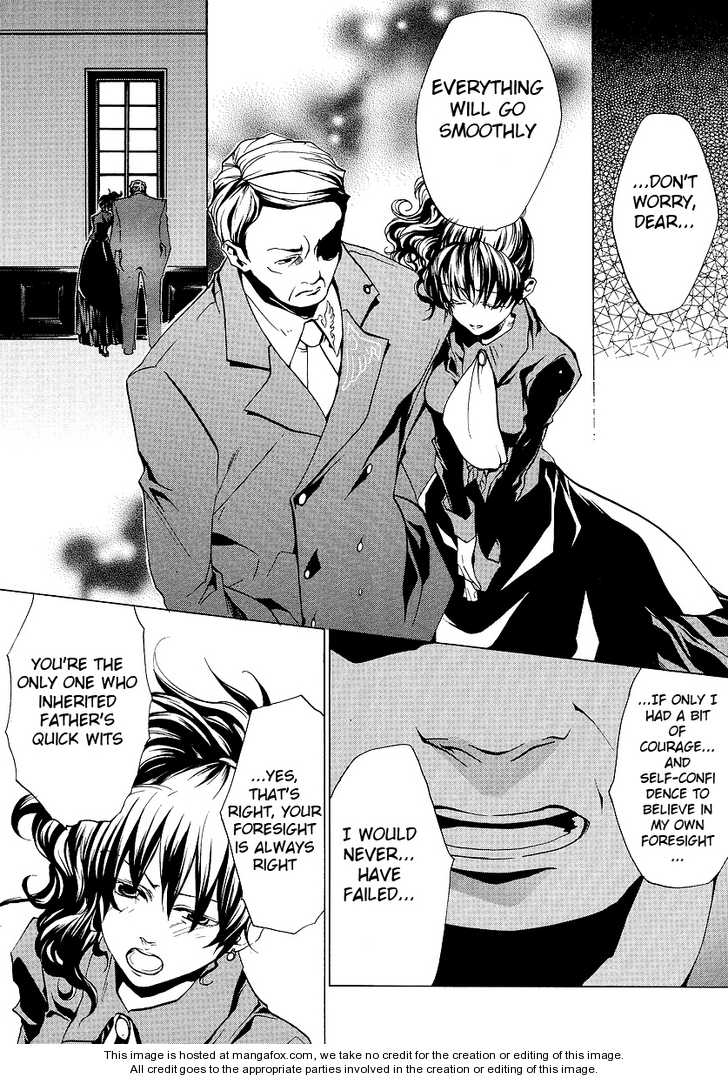 ...DON'T
WORRY,
DEAR...
EVERYTHING
WILL GO
SMOOTHLY
...IF ONLY I
HAD A BIT
OF
COURAGE...
AND
SELF-CONFI
DENCE TO
BELIEVE IN
MY OWN
FORESIGHT
...
I WOULD
NEVER...
HAVE
FAILED...
...YES,
THAT'S
RIGHT, YOUR
FORESIGHT
IS ALWAYS
RIGHT
YOU'RE THE
ONLY ONE WHO
INHERITED
FATHER'S
QUICK WITS
This image is hosted at mangafox.com, we take no credit for the creation or editing of this image.
All credit goes to the appropriate parties involved in the creation or editing of this image.